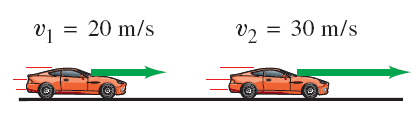 v₁ = 20 m/s
v₂ = 30 m/s